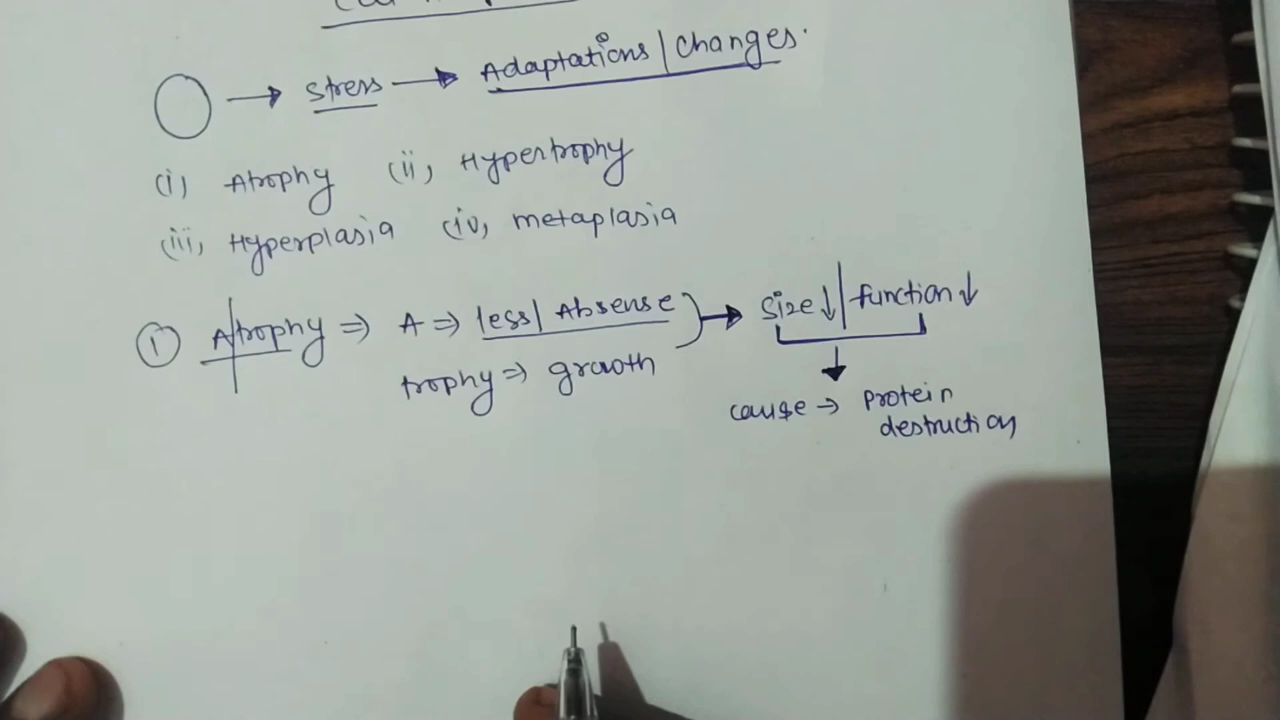 → stress → Adaptations | Changes.
(i) Atrophy (ii) Hypertrophy
(iii) Hyperplasia (iv) metaplasia
① Atrophy ⇒ A ⇒ less | Absense → size ↓ | function ↓
trophy ⇒ growth
cause → protein
destruction